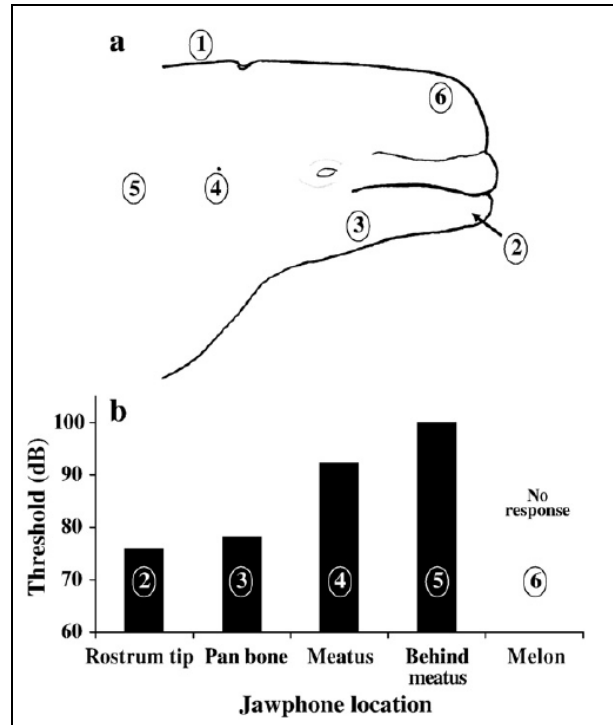 a
①
⑥
⑤
④
③
②
b
100
90
80
70
60
Threshold (dB)
No
response
②
③
④
⑤
⑥
Rostrum tip
Pan bone
Meatus
Behind
meatus
Melon
Jawphone location